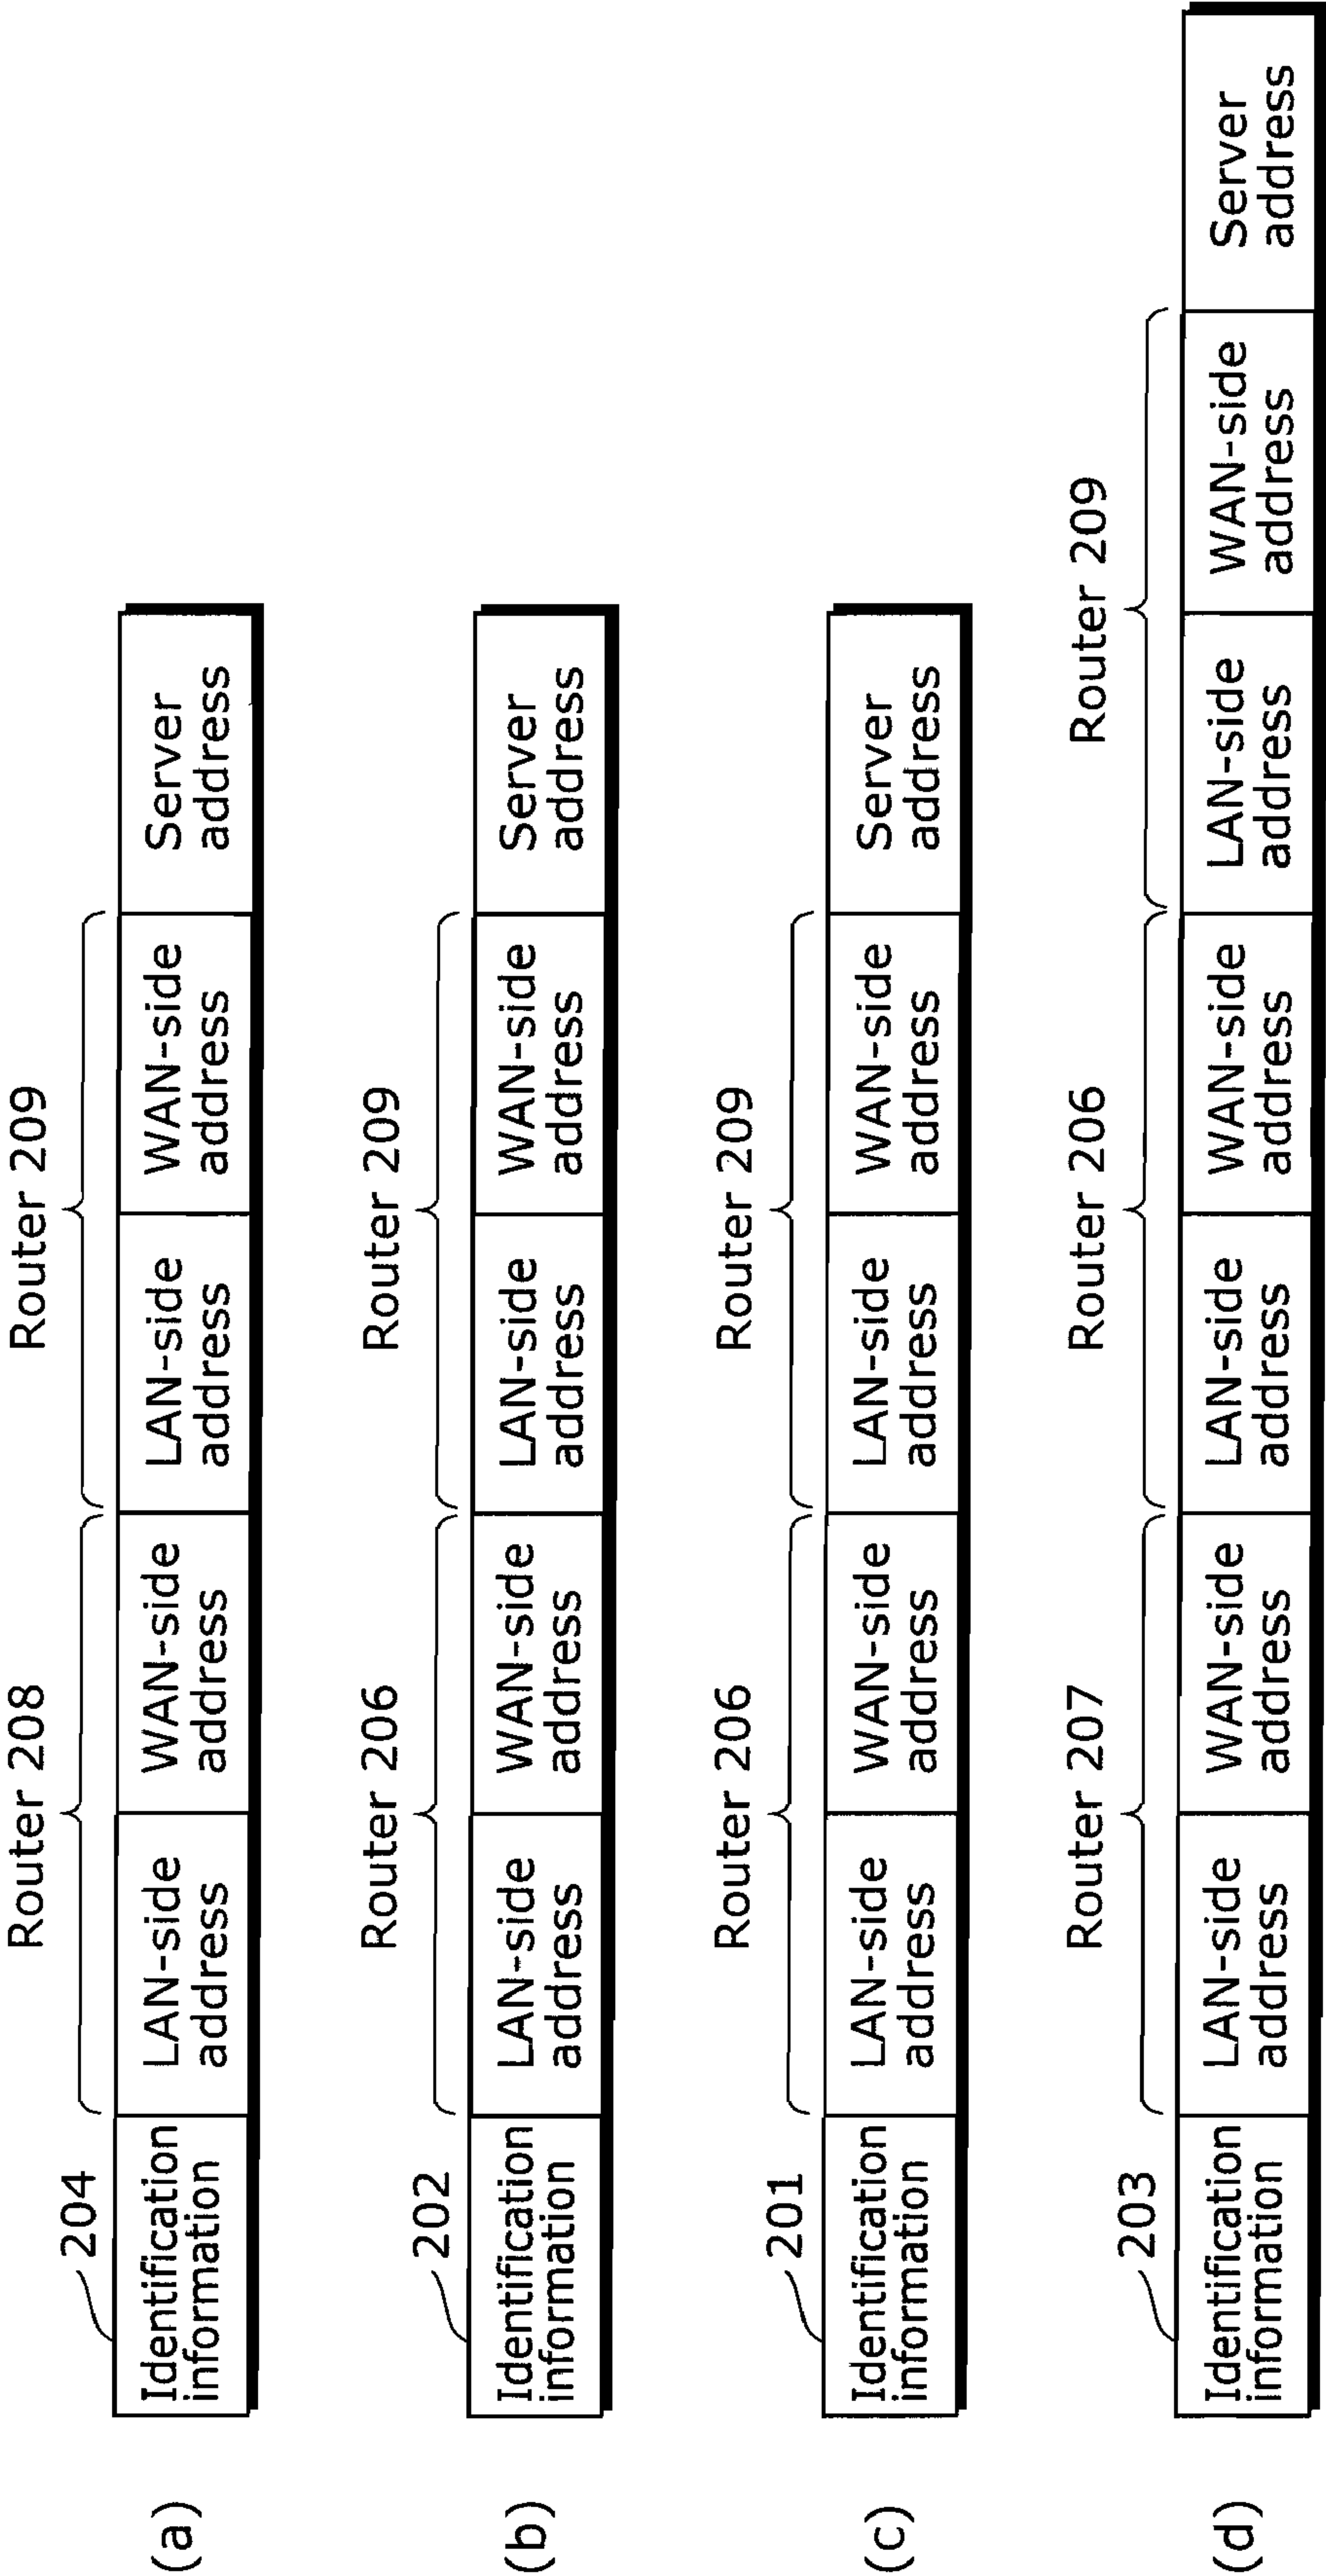 Router 208 Router 209
204
(a) Identification information LAN-side address WAN-side address LAN-side address WAN-side address Server address
Router 206 Router 209
202
(b) Identification information LAN-side address WAN-side address LAN-side address WAN-side address Server address
Router 206 Router 209
201
(c) Identification information LAN-side address WAN-side address LAN-side address WAN-side address Server address
Router 207 Router 206 Router 209
203
(d) Identification information LAN-side address WAN-side address LAN-side address WAN-side address LAN-side address WAN-side address Server address